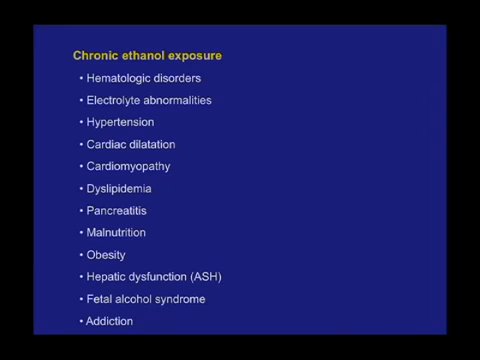 Chronic ethanol exposure
• Hematologic disorders
• Electrolyte abnormalities
• Hypertension
• Cardiac dilatation
• Cardiomyopathy
• Dyslipidemia
• Pancreatitis
• Malnutrition
• Obesity
• Hepatic dysfunction (ASH)
• Fetal alcohol syndrome
• Addiction